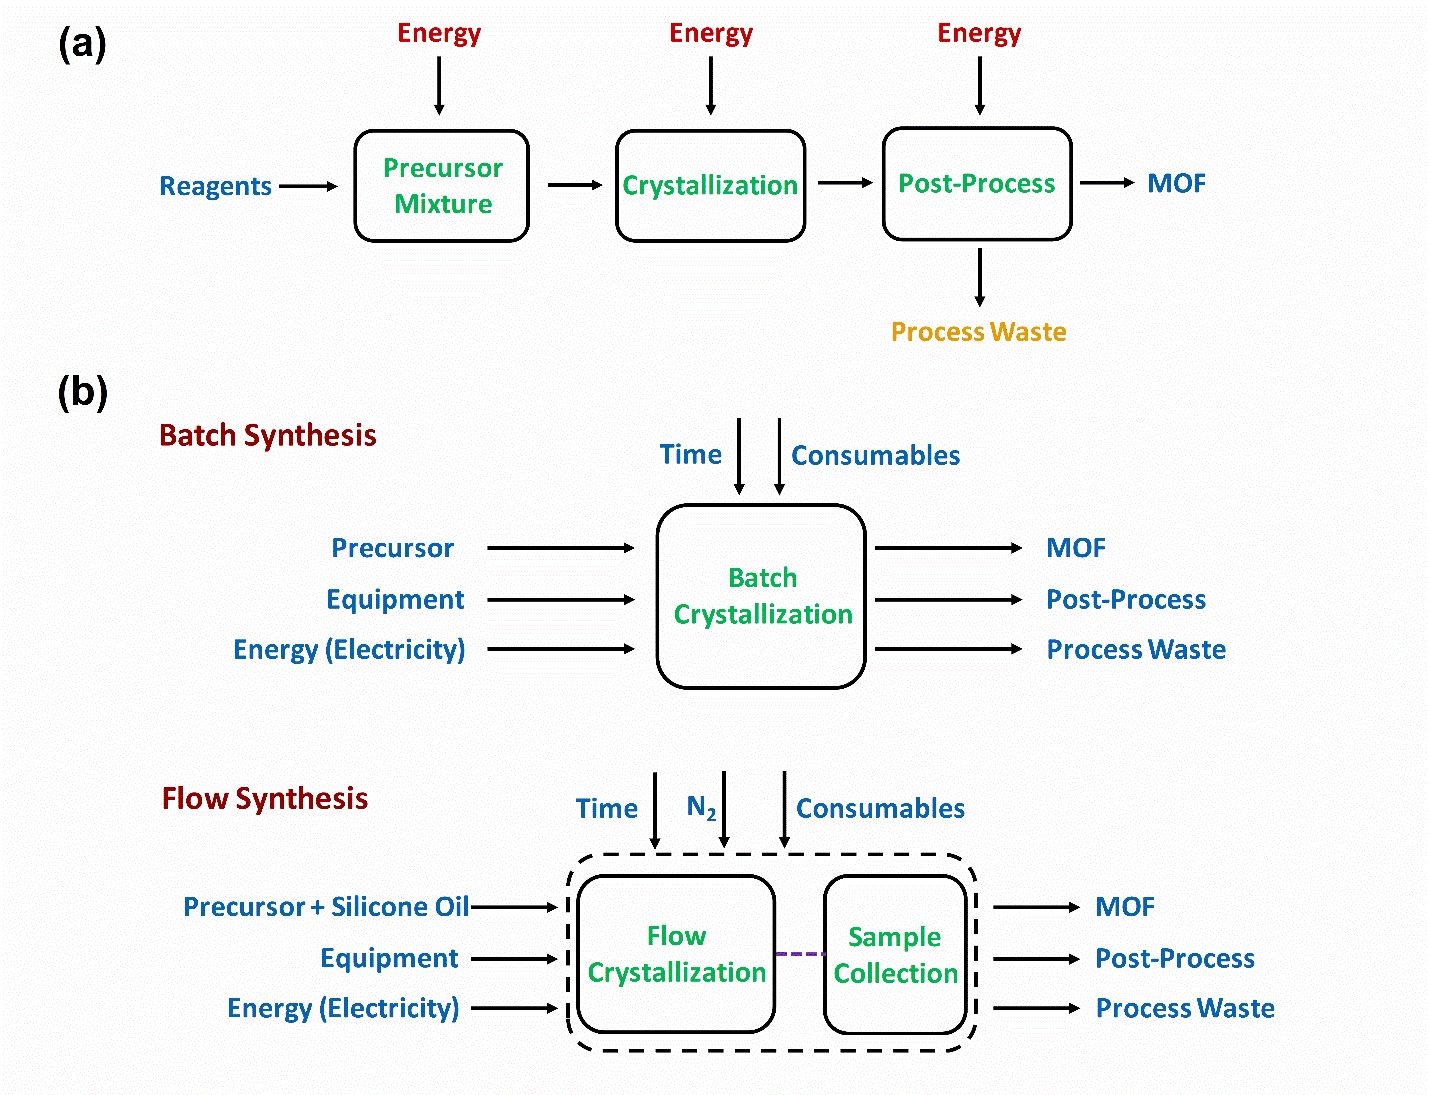 (a)
Energy
Energy
Energy
Reagents
Precursor
Mixture
Crystallization
Post-Process
MOF
Process Waste
(b)
Batch Synthesis
Time
Consumables
Precursor
Equipment
Energy (Electricity)
Batch
Crystallization
MOF
Post-Process
Process Waste
Flow Synthesis
Time
N₂
Consumables
Precursor + Silicone Oil
Equipment
Energy (Electricity)
Flow
Crystallization
Sample
Collection
MOF
Post-Process
Process Waste